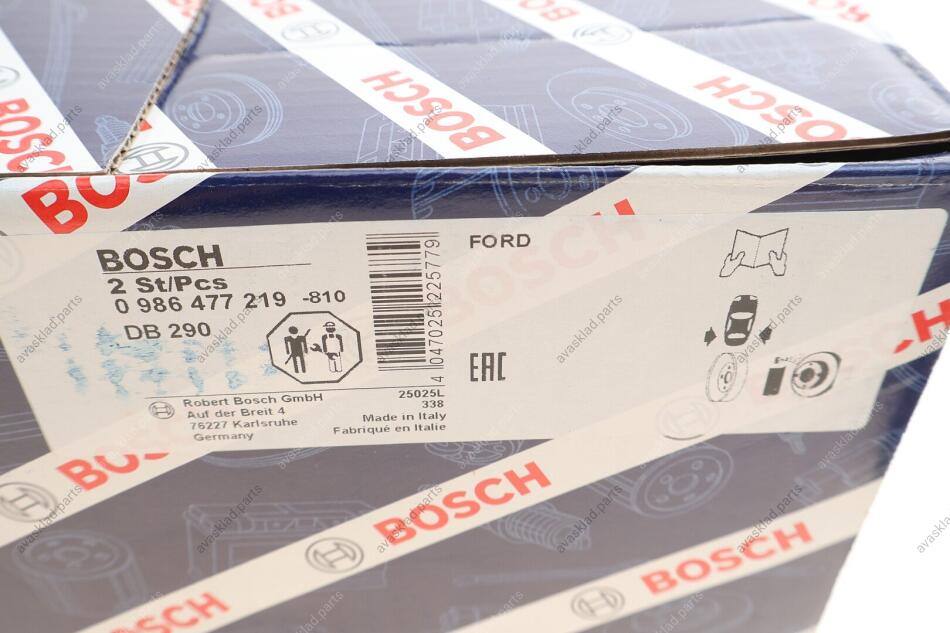 BOSCH
BOSCH
BOSCH
BOSCH
FORD
BOSCH
2 St/Pcs
0 986 477 219 -810
DB 290
4 047025 225779
EAC
Robert Bosch GmbH
Auf der Breit 4
76227 Karlsruhe
Germany
25025L
338
Made in Italy
Fabriqué en Italie
BOSCH
BOSCH
BOSCH
avasklad.parts